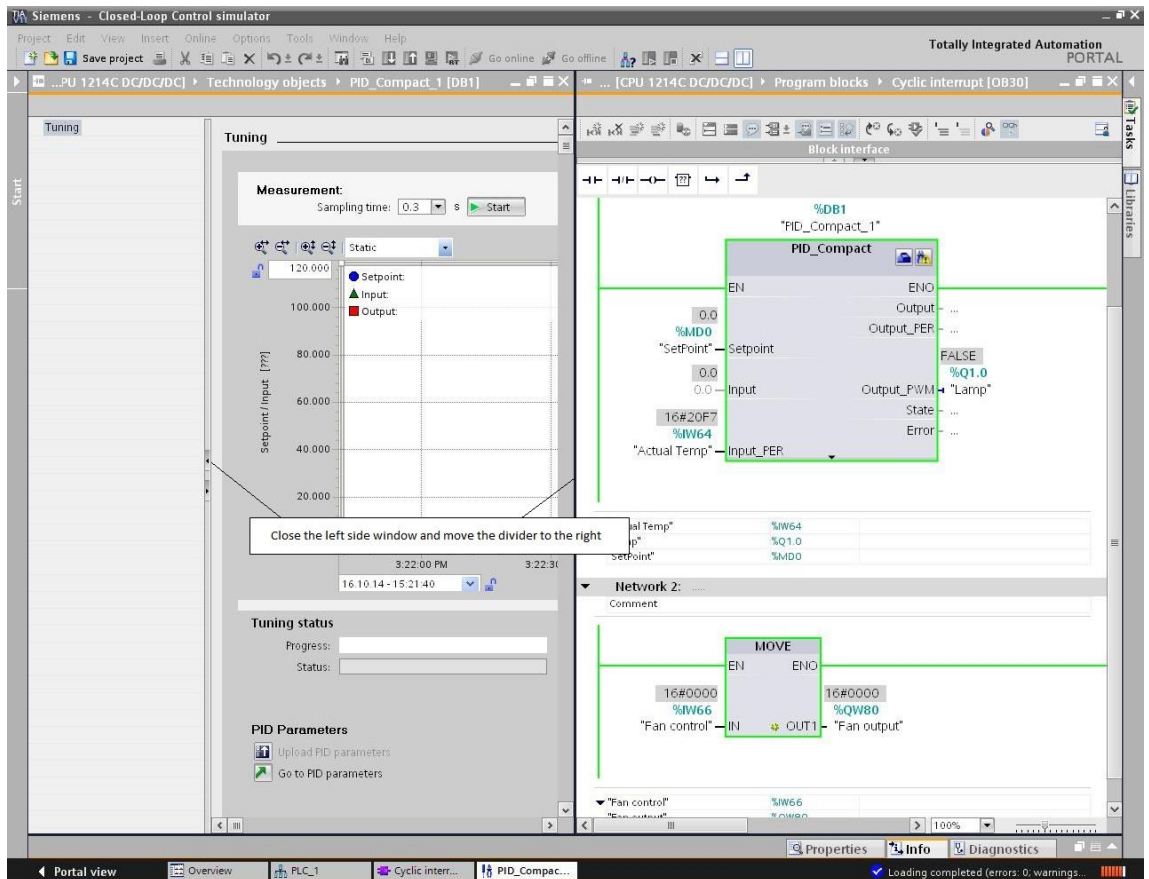 Siemens - Closed-Loop Control simulator
Project Edit View Insert Online Options Tools Window Help
Totally Integrated Automation
PORTAL
Save project
Go online
Go offline
...PU 1214C DC/DC/DC] › Technology objects › PID_Compact_1 [DB1]
... [CPU 1214C DC/DC/DC] › Program blocks › Cyclic interrupt [OB30]
Start
Tuning
Tuning
Measurement:
Sampling time: 0.3 s Start
Static
120.000
100.000
80.000
60.000
40.000
20.000
Setpoint / Input [???]
Setpoint:
Input:
Output:
Close the left side window and move the divider to the right
3:22:00 PM
16.10.14 - 15:21:40
Tuning status
Progress:
Status:
PID Parameters
Upload PID parameters
Go to PID parameters
Block interface
%DB1
"PID_Compact_1"
PID_Compact
EN ENO
Output ...
Output_PER ...
0.0
%MD0
"SetPoint" Setpoint
FALSE
%Q1.0
0.0
0.0 Input
Output_PWM "Lamp"
State ...
Error ...
16#20F7
%IW64
"Actual Temp" Input_PER
%IW64
%Q1.0
"SetPoint" %MD0
Network 2: .....
Comment
MOVE
EN ENO
16#0000
%IW66
"Fan control" IN
16#0000
%QW80
OUT1 "Fan output"
"Fan control" %IW66
"Fan output" %QW80
100%
Tasks
Libraries
Properties
Info
Diagnostics
Portal view
Overview
PLC_1
Cyclic interr...
PID_Compac...
Loading completed (errors: 0; warnings...